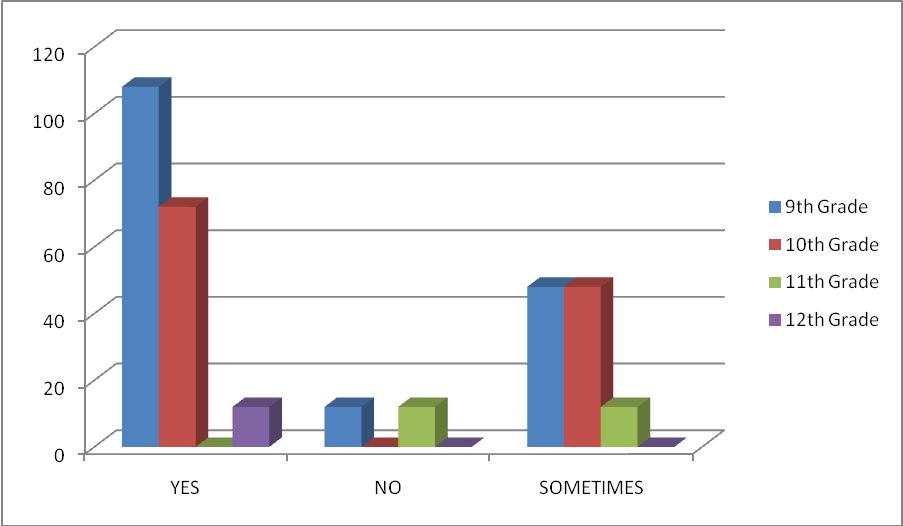 120
100
80
60
40
20
0
YES NO SOMETIMES
9th Grade
10th Grade
11th Grade
12th Grade